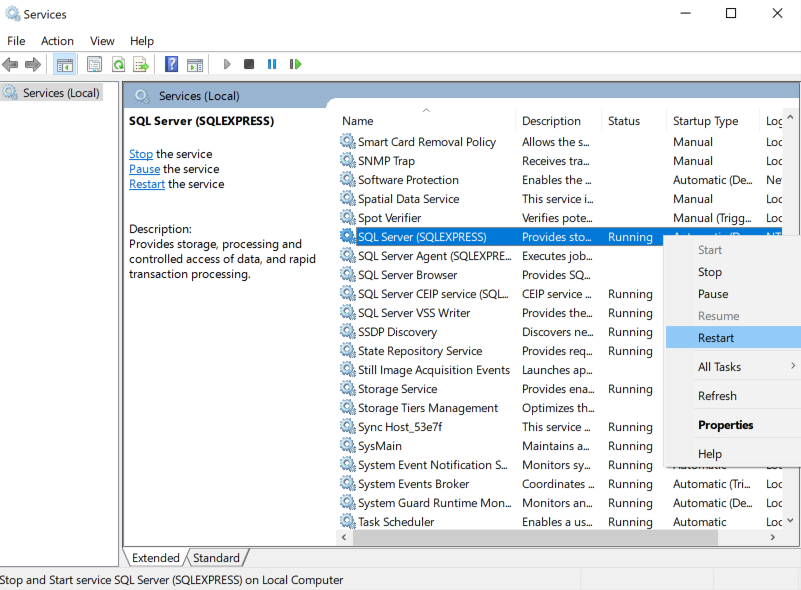 Services
File Action View Help
Services (Local)
Services (Local)
SQL Server (SQLEXPRESS)
Stop the service
Pause the service
Restart the service
Description:
Provides storage, processing and
controlled access of data, and rapid
transaction processing.
Name Description Status Startup Type Log
Smart Card Removal Policy Allows the s... Manual Loc
SNMP Trap Receives tra... Manual Loc
Software Protection Enables the ... Automatic (De... Ne
Spatial Data Service This service i... Manual Loc
Spot Verifier Verifies pote... Manual (Trigg... Loc
SQL Server (SQLEXPRESS) Provides sto... Running
SQL Server Agent (SQLEXPRE... Executes job...
SQL Server Browser Provides SQ...
SQL Server CEIP service (SQL... CEIP service ... Running
SQL Server VSS Writer Provides the... Running
SSDP Discovery Discovers ne... Running
State Repository Service Provides req... Running
Still Image Acquisition Events Launches ap...
Storage Service Provides ena... Running
Storage Tiers Management Optimizes th...
Sync Host_53e7f This service ... Running
SysMain Maintains a... Running
System Event Notification S... Monitors sy... Running Automatic
System Events Broker Coordinates ... Running Automatic (Tri... Loc
System Guard Runtime Mon... Monitors an... Running Automatic (De... Loc
Task Scheduler Enables a us... Running Automatic Loc
Start
Stop
Pause
Resume
Restart
All Tasks
Refresh
Properties
Help
Extended Standard
Stop and Start service SQL Server (SQLEXPRESS) on Local Computer